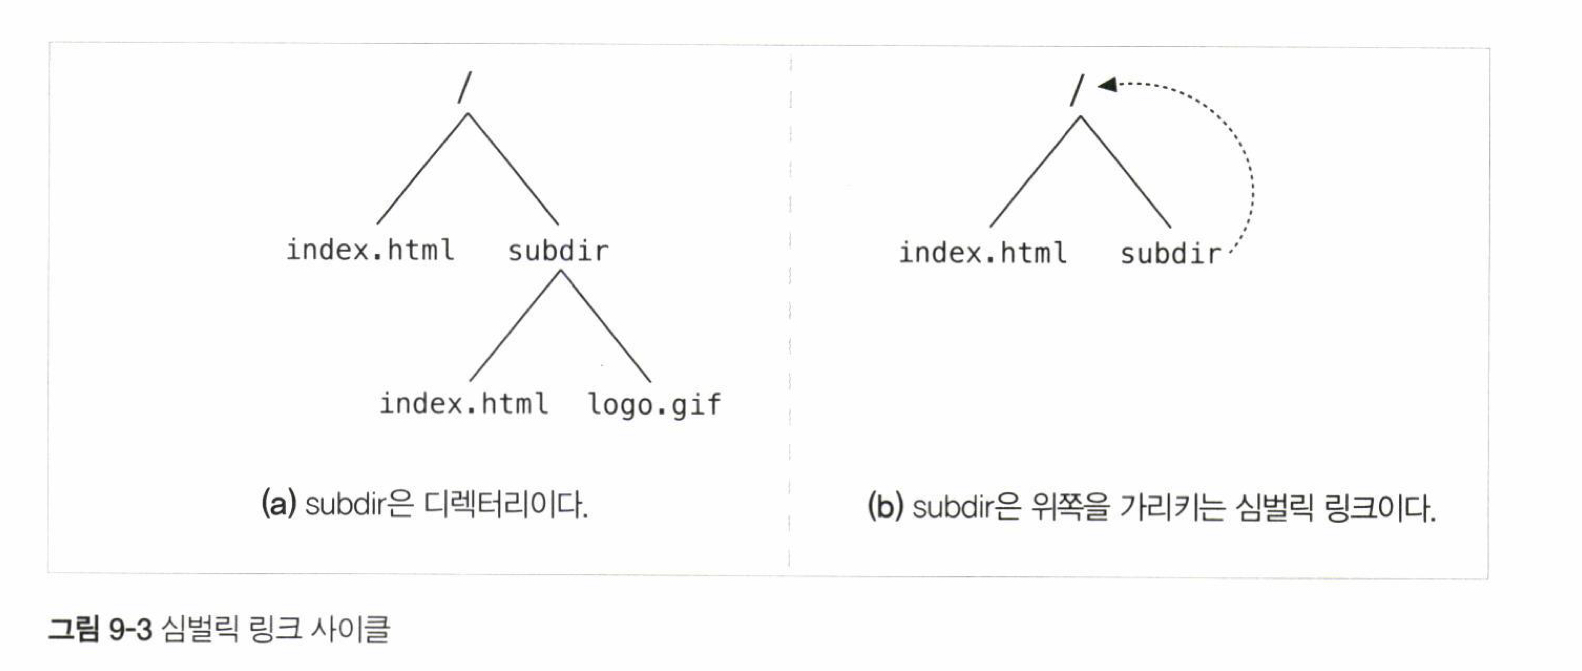 /
index.html subdir
index.html logo.gif
(a) subdir은 디렉터리이다.
/
index.html subdir
(b) subdir은 위쪽을 가리키는 심벌릭 링크이다.
그림 9-3 심벌릭 링크 사이클